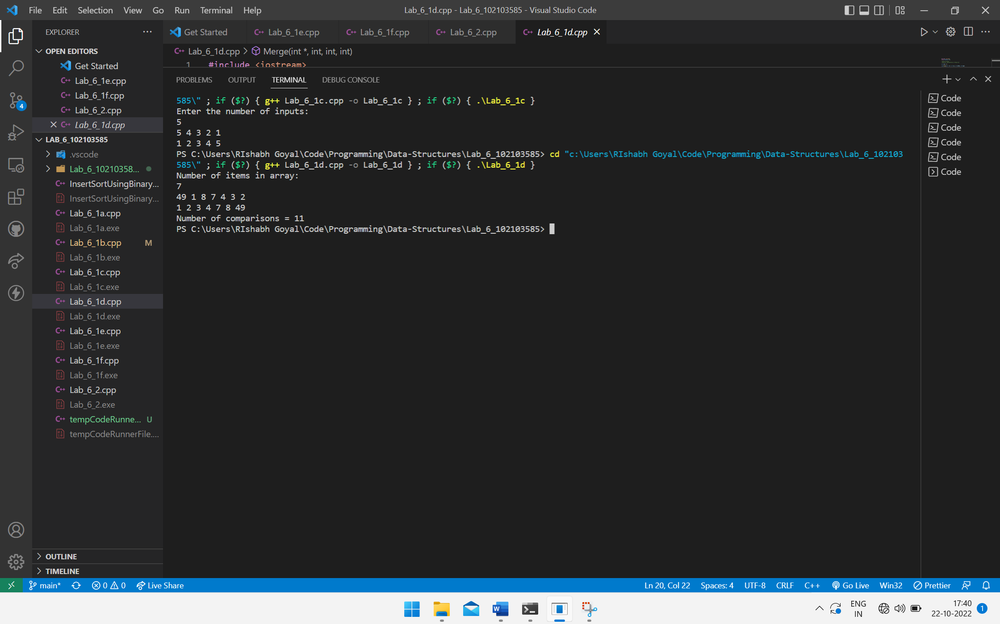 File Edit Selection View Go Run Terminal Help
Lab_6_1d.cpp - Lab_6_102103585 - Visual Studio Code
EXPLORER
OPEN EDITORS
Get Started
Lab_6_1e.cpp
Lab_6_1f.cpp
Lab_6_2.cpp
Lab_6_1d.cpp
LAB_6_102103585
.vscode
Lab_6_10210358...
InsertSortUsingBinary...
InsertSortUsingBinary...
Lab_6_1a.cpp
Lab_6_1a.exe
Lab_6_1b.cpp M
Lab_6_1b.exe
Lab_6_1c.cpp
Lab_6_1c.exe
Lab_6_1d.cpp
Lab_6_1d.exe
Lab_6_1e.cpp
Lab_6_1e.exe
Lab_6_1f.cpp
Lab_6_1f.exe
Lab_6_2.cpp
Lab_6_2.exe
tempCodeRunne... U
tempCodeRunnerFile....
OUTLINE
TIMELINE
4
Get Started Lab_6_1e.cpp Lab_6_1f.cpp Lab_6_2.cpp Lab_6_1d.cpp
Lab_6_1d.cpp > Merge(int *, int, int, int)
1 #include <iostream>
PROBLEMS OUTPUT TERMINAL DEBUG CONSOLE
585\" ; if ($?) { g++ Lab_6_1c.cpp -o Lab_6_1c } ; if ($?) { .\Lab_6_1c }
Enter the number of inputs:
5
5 4 3 2 1
1 2 3 4 5
PS C:\Users\RIshabh Goyal\Code\Programming\Data-Structures\Lab_6_102103585> cd "c:\Users\RIshabh Goyal\Code\Programming\Data-Structures\Lab_6_102103
585\" ; if ($?) { g++ Lab_6_1d.cpp -o Lab_6_1d } ; if ($?) { .\Lab_6_1d }
Number of items in array:
7
49 1 8 7 4 3 2
1 2 3 4 7 8 49
Number of comparisons = 11
PS C:\Users\RIshabh Goyal\Code\Programming\Data-Structures\Lab_6_102103585>
Code
Code
Code
Code
Code
Code
main* 0 0 Live Share
Ln 20, Col 22 Spaces: 4 UTF-8 CRLF C++ Go Live Win32 Prettier
ENG
IN
17:40
22-10-2022
1